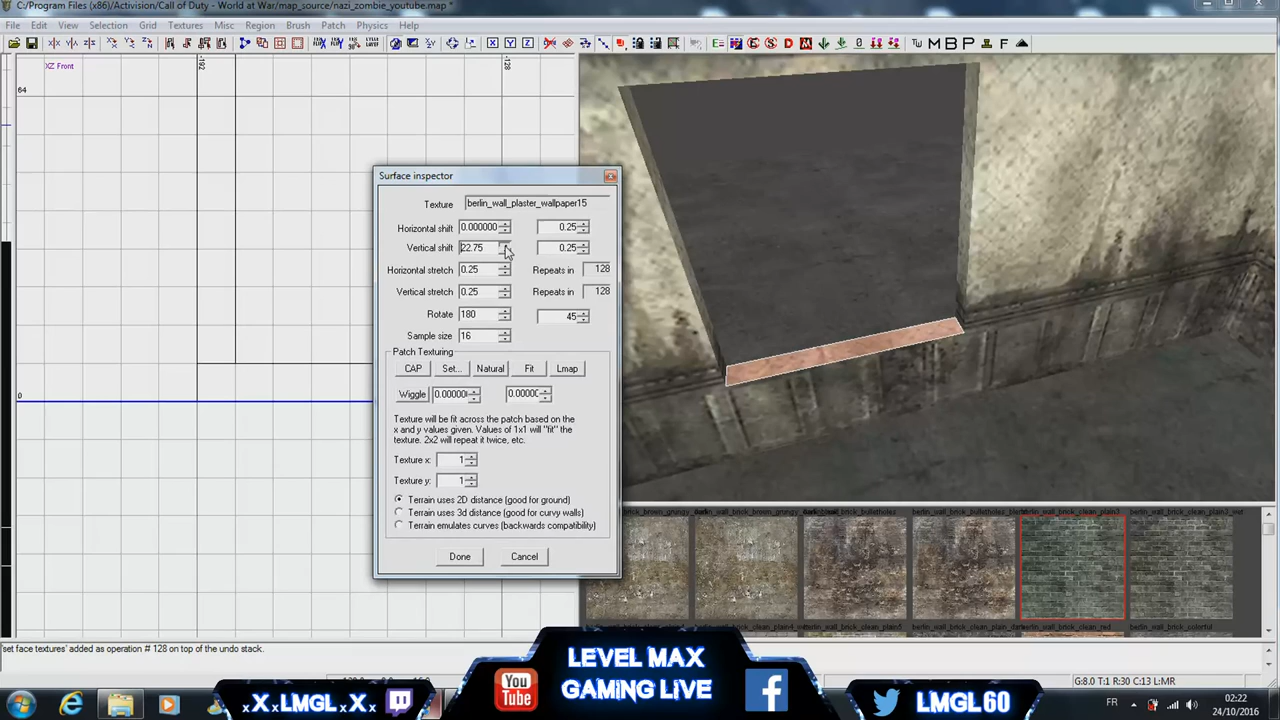 C:/Program Files (x86)/Activision/Call of Duty - World at War/map_source/nazi_zombie_youtube.map *
File Edit View Selection Grid Textures Misc Region Brush Patch Physics Help
XZ Front
-192
-128
64
0
Surface inspector
Texture berlin_wall_plaster_wallpaper15
Horizontal shift 0.000000 0.25
Vertical shift 22.75 0.25
Horizontal stretch 0.25 Repeats in 128
Vertical stretch 0.25 Repeats in 128
Rotate 180 45
Sample size 16
Patch Texturing
CAP Set... Natural Fit Lmap
Wiggle
Texture will be fit across the patch based on the
x and y values given. Values of 1x1 will "fit" the
texture. 2x2 will repeat it twice, etc.
Texture x: 1
Texture y: 1
Terrain uses 2D distance (good for ground)
Terrain uses 3d distance (good for curvy walls)
Terrain emulates curves (backwards compatibility)
Done Cancel
berlin_wall_brick_clean_plain3
'set face textures' added as operation # 128 on top of the undo stack.
G:8.0 T:1 R:30 C:13 L:MR
LEVEL MAX
GAMING LIVE
You
Tube
X x LMGL x X
LMGL60
FR
02:22
24/10/2016